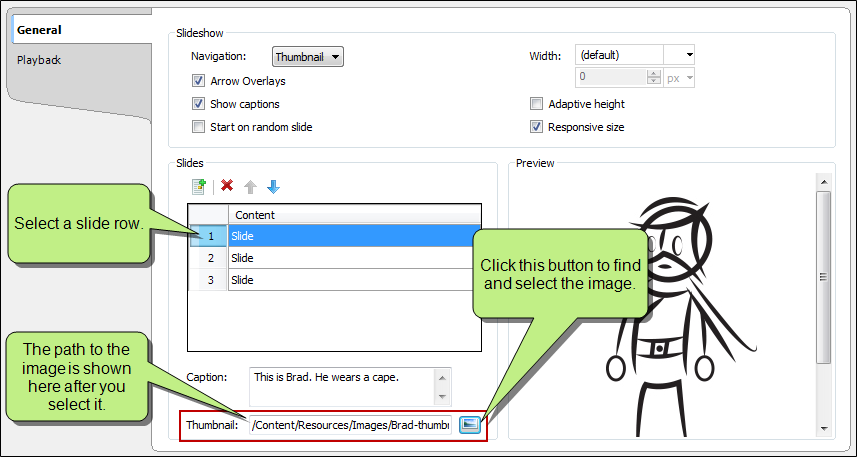 General
Playback
Slideshow
Navigation: Thumbnail
Width: (default)
0 px
Arrow Overlays
Show captions
Adaptive height
Start on random slide
Responsive size
Slides
Preview
Content
1 Slide
2 Slide
3 Slide
Select a slide row.
Click this button to find
and select the image.
The path to the
image is shown
here after you
select it.
Caption: This is Brad. He wears a cape.
Thumbnail: /Content/Resources/Images/Brad-thumbn